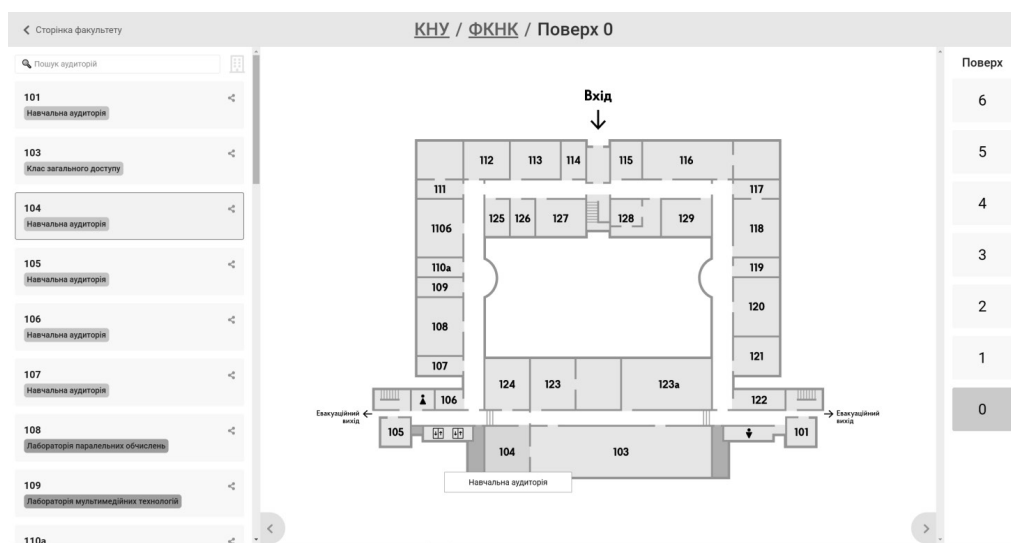 Сторінка факультету
КНУ / ФКНК / Поверх 0
Пошук аудиторій
101
Навчальна аудиторія
103
Клас загального доступу
104
Навчальна аудиторія
105
Навчальна аудиторія
106
Навчальна аудиторія
107
Навчальна аудиторія
108
Лабораторія паралельних обчислень
109
Лабораторія мультимедійних технологій
110а
Вхід
112 113 114 115 116
111 117
125 126 127 128 129
1106 118
110а 119
109
120
108
107 121
124 123 123а
106 122
Евакуаційний
вихід
Евакуаційний
вихід
105 101
104 103
Навчальна аудиторія
Поверх
6
5
4
3
2
1
0